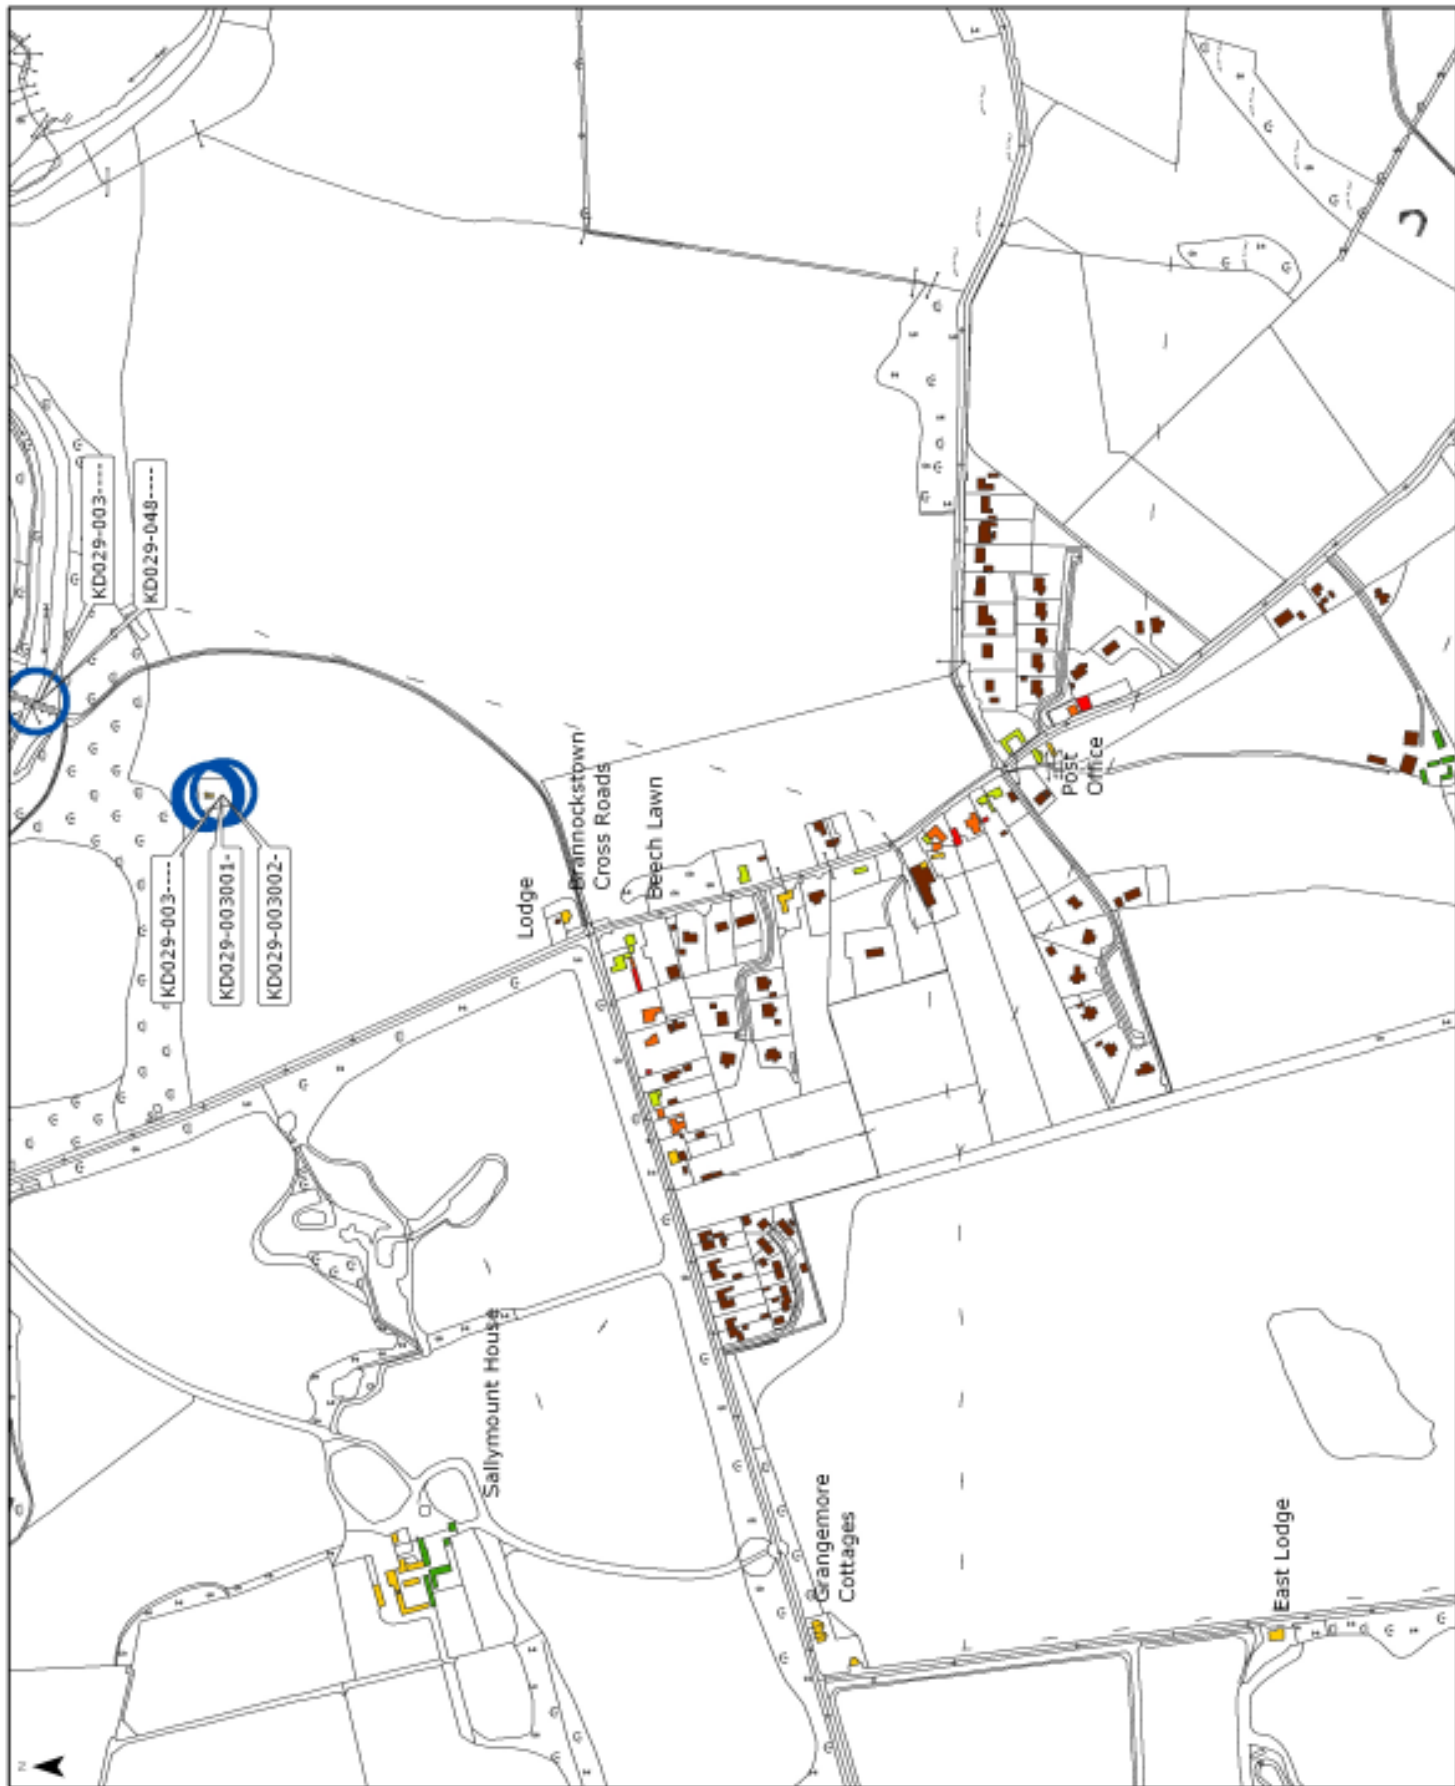 KD029-003----
KD029-048----
KD029-003----
KD029-003001-
KD029-003002-
Lodge
Brannockstown
Cross Roads
Beech Lawn
Post
Office
Sallymount House
Grangemore
Cottages
East Lodge
N